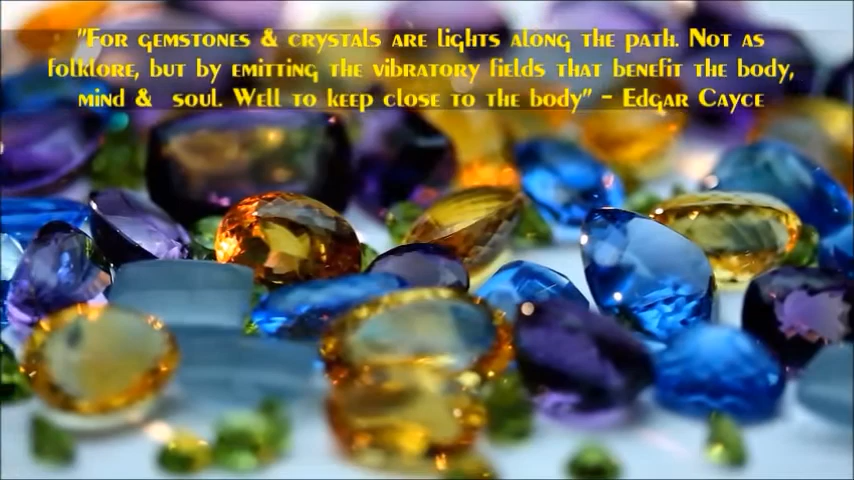 "For gemstones & crystals are lights along the path. Not as
folklore, but by emitting the vibratory fields that benefit the body,
mind & soul. Well to keep close to the body" - Edgar Cayce